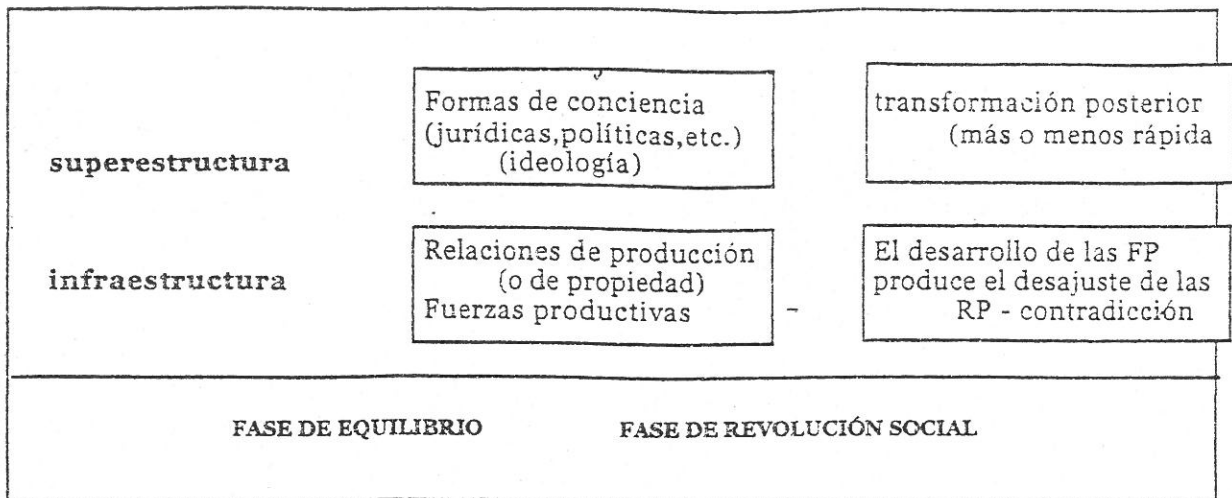 Formas de conciencia
(jurídicas,políticas,etc.)
(ideología)
transformación posterior
(más o menos rápida
superestructura
Relaciones de producción
(o de propiedad)
Fuerzas productivas
El desarrollo de las FP
produce el desajuste de las
RP - contradicción
infraestructura
FASE DE EQUILIBRIO
FASE DE REVOLUCIÓN SOCIAL